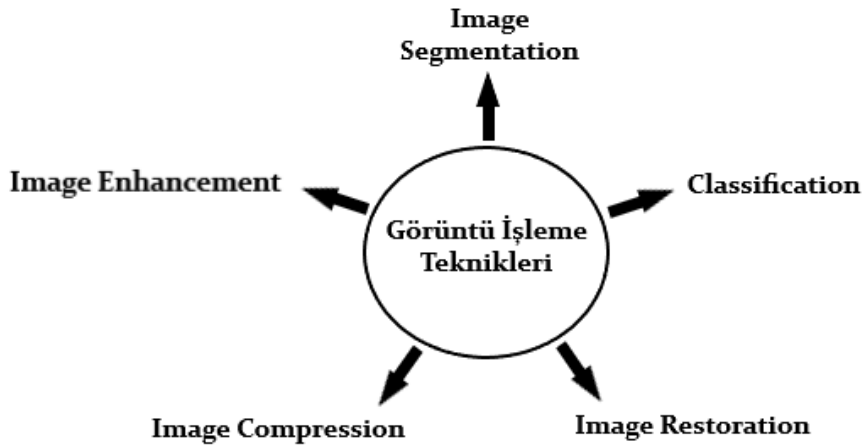 Image
Segmentation
Image Enhancement
Classification
Görüntü İşleme
Teknikleri
Image Compression
Image Restoration